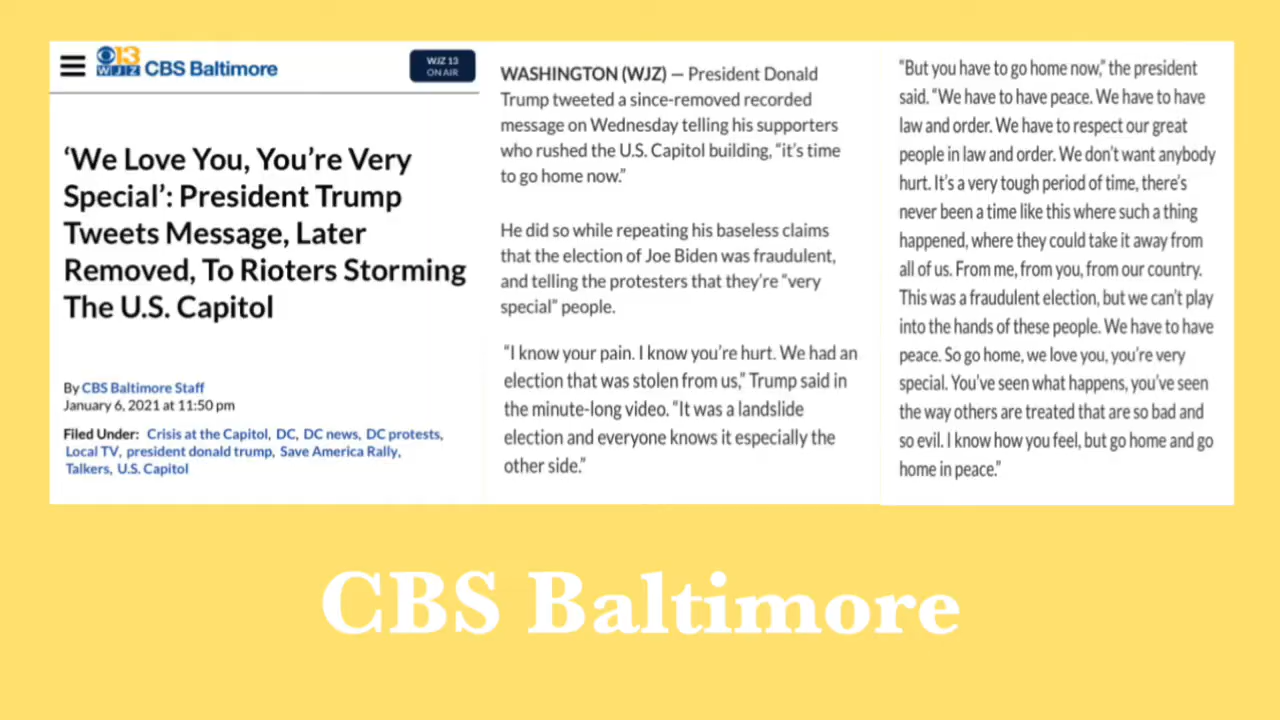 13
WJZ CBS Baltimore
WJZ 13
ON AIR
‘We Love You, You’re Very
Special’: President Trump
Tweets Message, Later
Removed, To Rioters Storming
The U.S. Capitol
By CBS Baltimore Staff
January 6, 2021 at 11:50 pm
Filed Under: Crisis at the Capitol, DC, DC news, DC protests,
Local TV, president donald trump, Save America Rally,
Talkers, U.S. Capitol
WASHINGTON (WJZ) — President Donald
Trump tweeted a since-removed recorded
message on Wednesday telling his supporters
who rushed the U.S. Capitol building, “it’s time
to go home now.”
He did so while repeating his baseless claims
that the election of Joe Biden was fraudulent,
and telling the protesters that they’re “very
special” people.
“I know your pain. I know you’re hurt. We had an
election that was stolen from us,” Trump said in
the minute-long video. “It was a landslide
election and everyone knows it especially the
other side.”
“But you have to go home now,” the president
said. “We have to have peace. We have to have
law and order. We have to respect our great
people in law and order. We don’t want anybody
hurt. It’s a very tough period of time, there’s
never been a time like this where such a thing
happened, where they could take it away from
all of us. From me, from you, from our country.
This was a fraudulent election, but we can’t play
into the hands of these people. We have to have
peace. So go home, we love you, you’re very
special. You’ve seen what happens, you’ve seen
the way others are treated that are so bad and
so evil. I know how you feel, but go home and go
home in peace.”
CBS Baltimore